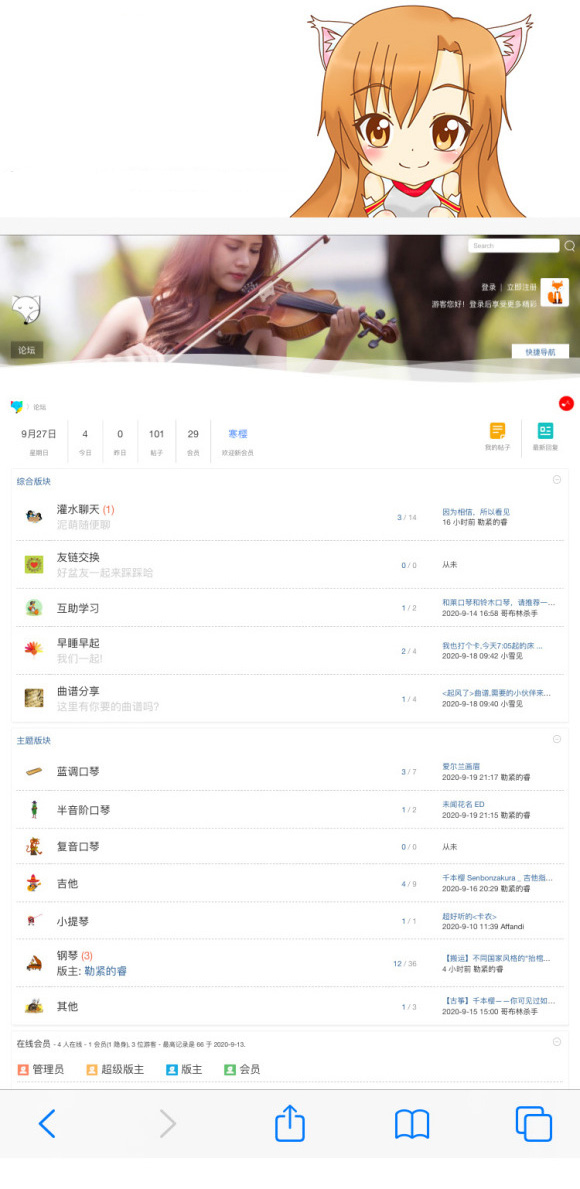 Search
登录 | 立即注册
游客您好！登录后享受更多精彩
论坛
快捷导航
/ 论坛
9月27日 4 0 101 29 寒樱
星期日 今日 昨日 帖子 会员 欢迎新会员
我的帖子 最新回复
综合版块
灌水聊天 (1)
泥萌随便聊
3 / 14
因为相信，所以看见
16 小时前 勒紧的睿
友链交换
好盆友一起来踩踩哈
0 / 0
从未
互助学习
1 / 2
和莱口琴和铃木口琴，请推荐一...
2020-9-14 16:58 哥布林杀手
早睡早起
我们一起!
2 / 4
我也打个卡,今天7:05起的床 ...
2020-9-18 09:42 小雪见
曲谱分享
这里有你要的曲谱吗?
1 / 4
<起风了>曲谱,需要的小伙伴来...
2020-9-18 09:40 小雪见
主题版块
蓝调口琴
3 / 7
爱尔兰画眉
2020-9-19 21:17 勒紧的睿
半音阶口琴
1 / 2
未闻花名 ED
2020-9-19 21:15 勒紧的睿
复音口琴
0 / 0
从未
吉他
4 / 9
千本樱 Senbonzakura _ 吉他指...
2020-9-16 20:29 勒紧的睿
小提琴
1 / 1
超好听的<卡农>
2020-9-10 11:39 Affandi
钢琴 (3)
版主: 勒紧的睿
12 / 36
【搬运】不同国家风格的"抬棺...
4 小时前 勒紧的睿
其他
1 / 3
【古筝】千本樱——你可见过如...
2020-9-15 15:00 哥布林杀手
在线会员 - 4 人在线 - 1 会员(1 隐身), 3 位游客 - 最高记录是 66 于 2020-9-13.
管理员 超级版主 版主 会员